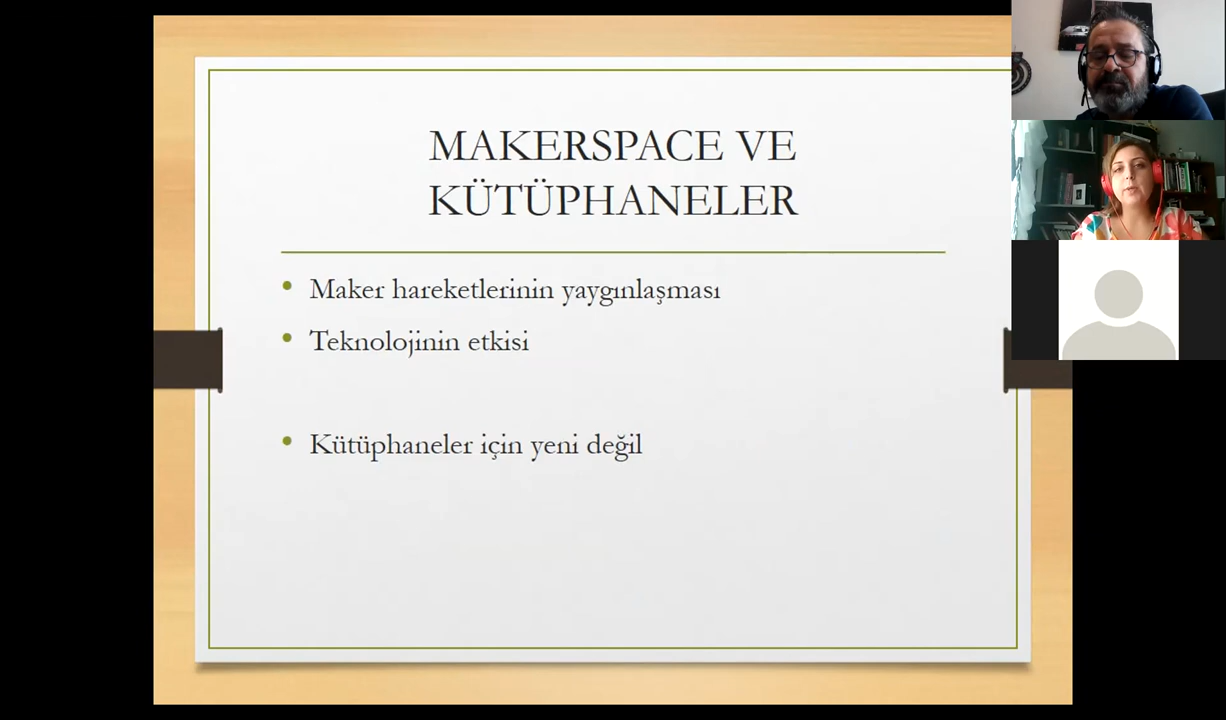 MAKERSPACE VE
KÜTÜPHANELER
• Maker hareketlerinin yaygınlaşması
• Teknolojinin etkisi
• Kütüphaneler için yeni değil